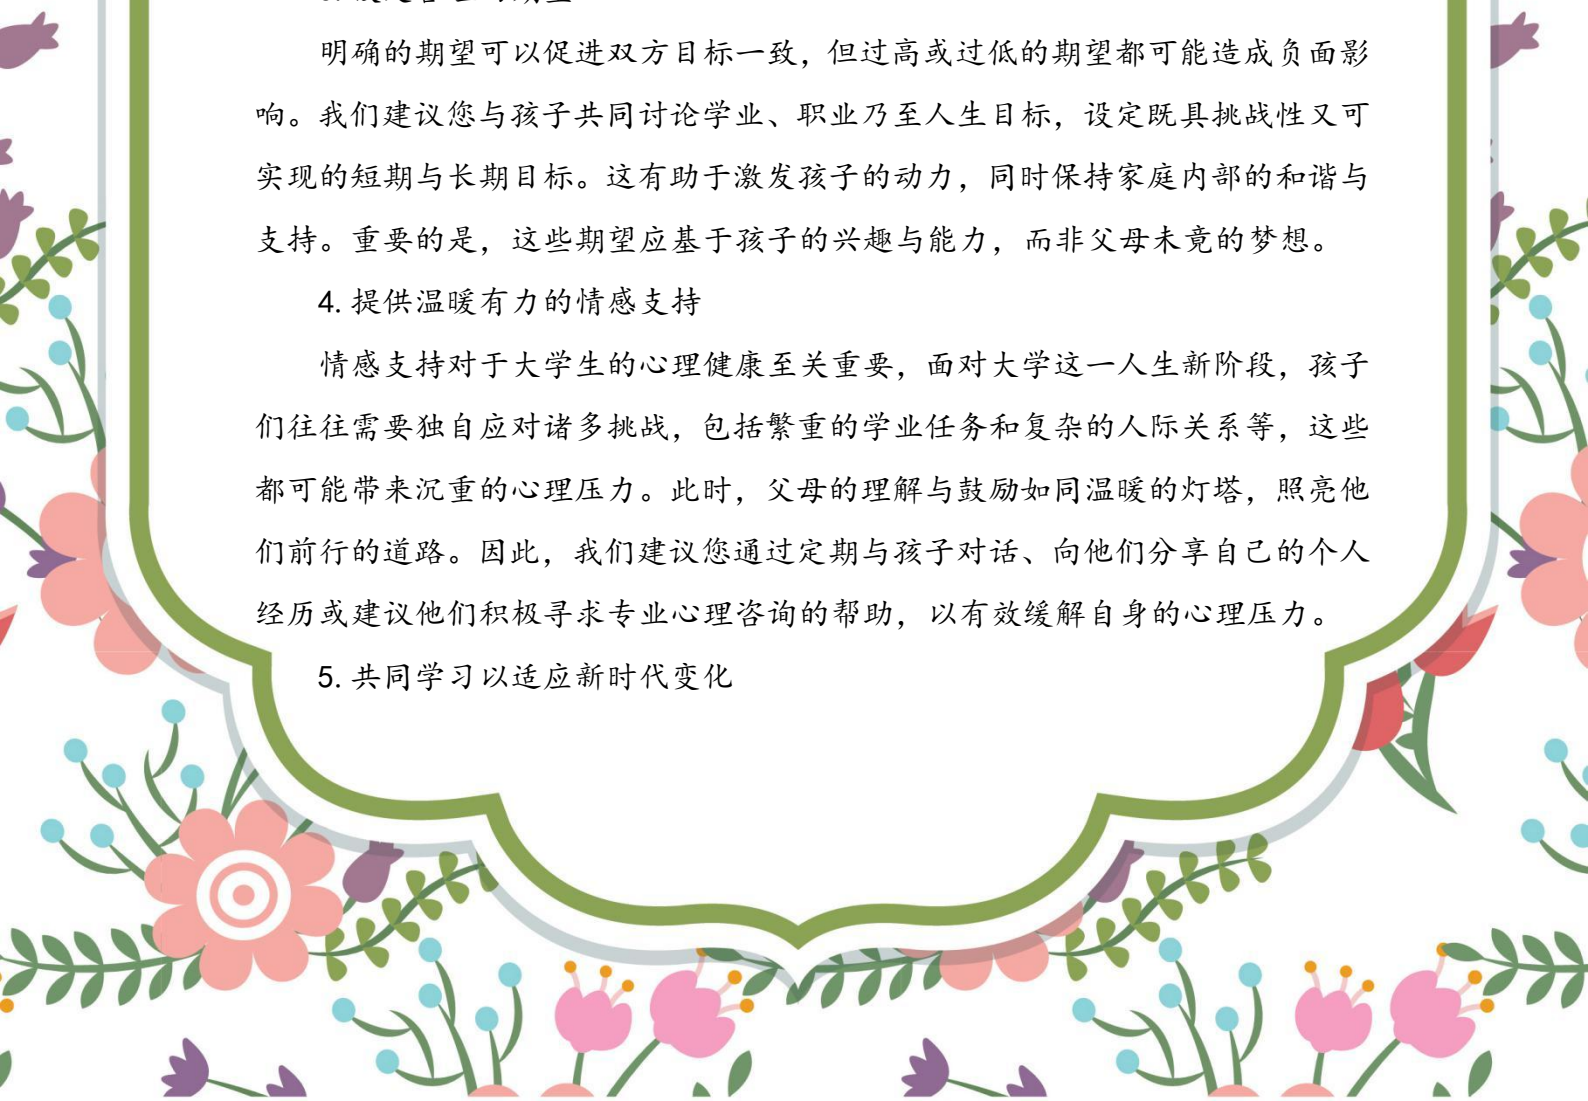 明确的期望可以促进双方目标一致，但过高或过低的期望都可能造成负面影
响。我们建议您与孩子共同讨论学业、职业乃至人生目标，设定既具挑战性又可
实现的短期与长期目标。这有助于激发孩子的动力，同时保持家庭内部的和谐与
支持。重要的是，这些期望应基于孩子的兴趣与能力，而非父母未竟的梦想。
4. 提供温暖有力的情感支持
情感支持对于大学生的心理健康至关重要，面对大学这一人生新阶段，孩子
们往往需要独自应对诸多挑战，包括繁重的学业任务和复杂的人际关系等，这些
都可能带来沉重的心理压力。此时，父母的理解与鼓励如同温暖的灯塔，照亮他
们前行的道路。因此，我们建议您通过定期与孩子对话、向他们分享自己的个人
经历或建议他们积极寻求专业心理咨询的帮助，以有效缓解自身的心理压力。
5. 共同学习以适应新时代变化